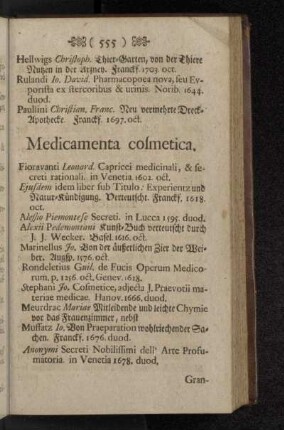 (555)
Hellwigs Christoph. Thier-Garten, von der Thiere
Nutzen in der Artzney. Franckf. 1703 oct.
Rulandi Jo. David. Pharmacopoea nova, seu Ev-
porista ex stercoribus & urinis. Norib. 1644.
duod.
Paullini Christian, Franc. Neu vermehrte Dreck-
Apothecke. Franckf. 1697. oct.
Medicamenta cosmetica.
Fioravanti Leonard. Capricci medicinali, & se-
creti rationali. in Venetia 1602. oct.
Ejusdem idem liber sub Titulo: Experientz und
Natur-Kündigung. Verteutscht. Franckf. 1618.
oct.
Alessio Piemontese Secreti. in Lucca 1595. duod.
Alexii Pedemontani Kunst-Buch verteutscht durch
J. J. Wecker. Basel. 1616. oct.
Marinellus Jo. Von der äusserlichen Zier der Wei-
ber. Augsp. 1576. oct.
Rondeletius Guil. de Fucis Operum Medico-
rum, p. 1256. oct. Genev. 1618.
Stephani Jo. Cosmetice, adjecta J. Praevotii ma-
teriae medicae. Hanov. 1666. duod.
Meurdrac Mariae Mitleidende und leichte Chymie
vor das Frauenzimmer, nebst
Mussatz Jo. Von Praeparation wohlriechender Sa-
chen. Franckf. 1676. duod.
Anonymi Secreti Nobilissimi dell' Arte Profu-
matoria. in Venetia 1678. duod.
Gran-